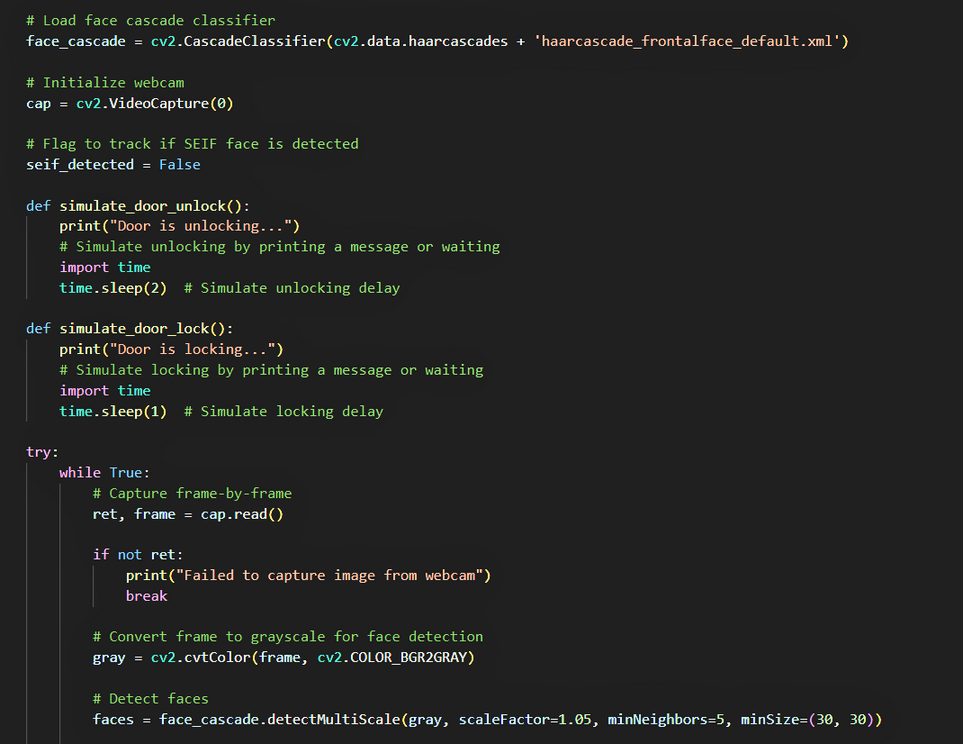 # Load face cascade classifier
face_cascade = cv2.CascadeClassifier(cv2.data.haarcascades + 'haarcascade_frontalface_default.xml')
# Initialize webcam
cap = cv2.VideoCapture(0)
# Flag to track if SEIF face is detected
seif_detected = False
def simulate_door_unlock():
print("Door is unlocking...")
# Simulate unlocking by printing a message or waiting
import time
time.sleep(2)  # Simulate unlocking delay
def simulate_door_lock():
print("Door is locking...")
# Simulate locking by printing a message or waiting
import time
time.sleep(1)  # Simulate locking delay
try:
while True:
# Capture frame-by-frame
ret, frame = cap.read()
if not ret:
print("Failed to capture image from webcam")
break
# Convert frame to grayscale for face detection
gray = cv2.cvtColor(frame, cv2.COLOR_BGR2GRAY)
# Detect faces
faces = face_cascade.detectMultiScale(gray, scaleFactor=1.05, minNeighbors=5, minSize=(30, 30))